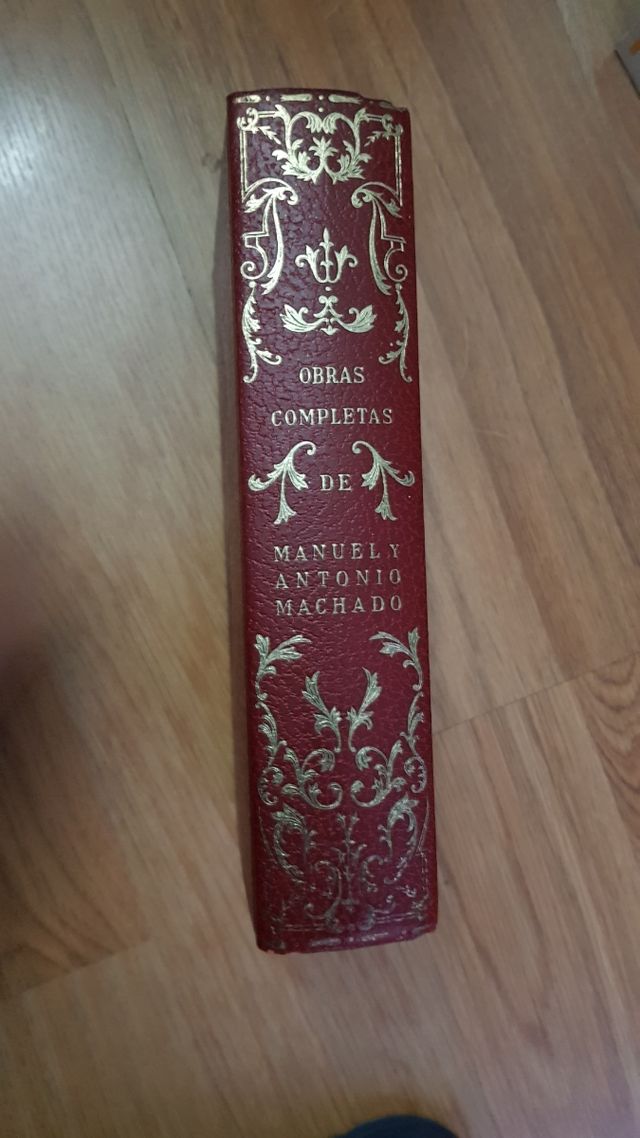 OBRAS
COMPLETAS
DE
MANUEL Y
ANTONIO
MACHADO